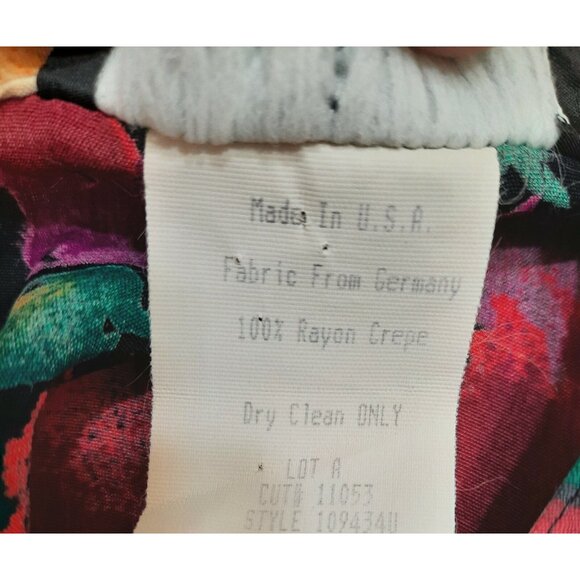 Made In U.S.A.
Fabric From Germany
100% Rayon Crepe
Dry Clean ONLY
LOT A
CUT# 11053
STYLE 109434U